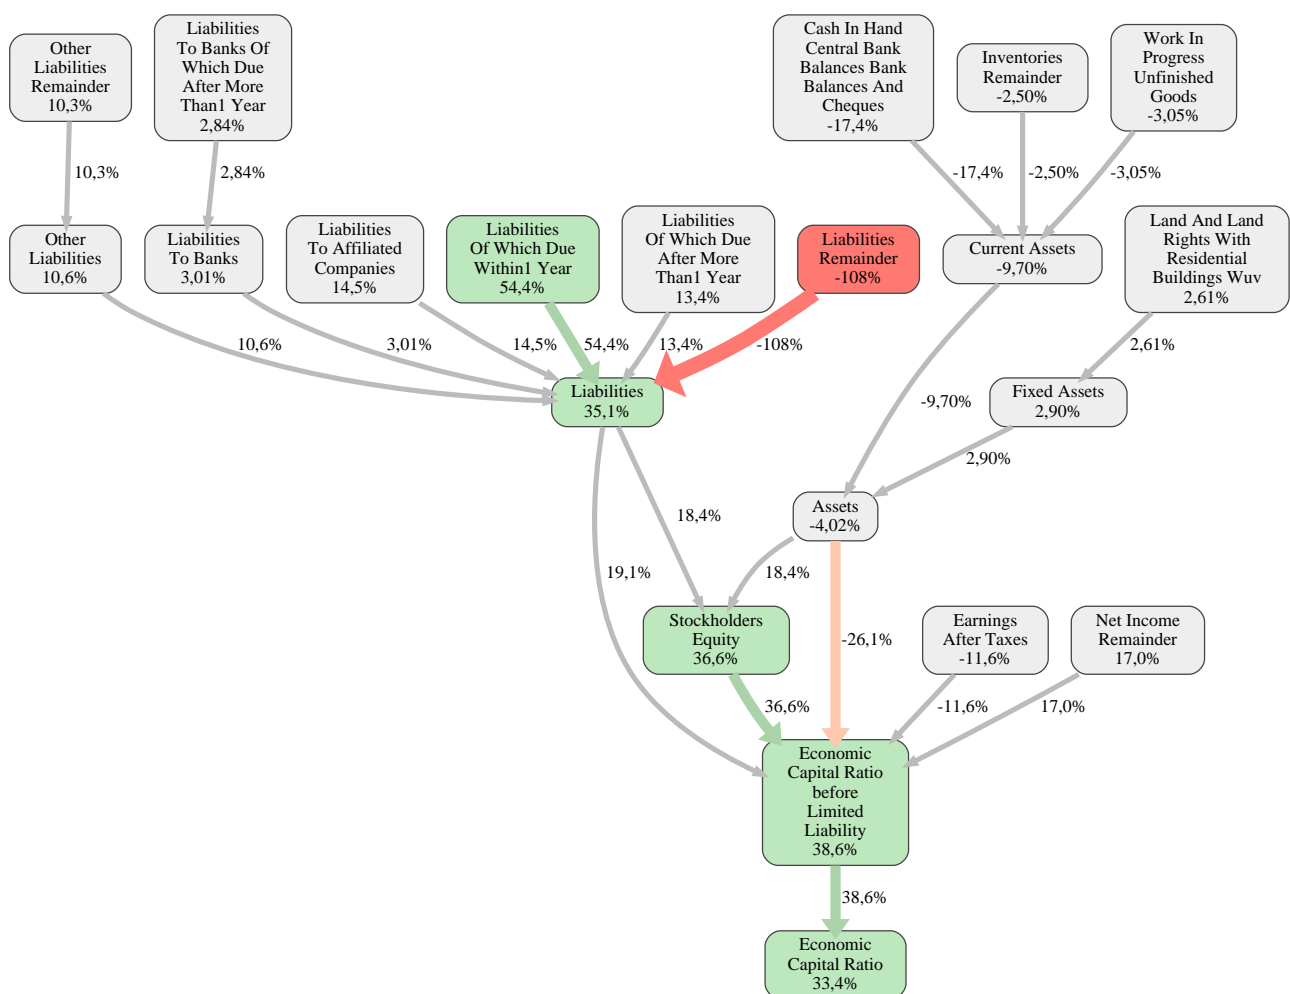 Other
Liabilities
Remainder
10,3%
Liabilities
To Banks Of
Which Due
After More
Than1 Year
2,84%
Cash In Hand
Central Bank
Balances Bank
Balances And
Cheques
-17,4%
Inventories
Remainder
-2,50%
Work In
Progress
Unfinished
Goods
-3,05%
10,3%
2,84%
-17,4%
-2,50%
-3,05%
Other
Liabilities
10,6%
Liabilities
To Banks
3,01%
Liabilities
To Affiliated
Companies
14,5%
Liabilities
Of Which Due
Within1 Year
54,4%
Liabilities
Of Which Due
After More
Than1 Year
13,4%
Liabilities
Remainder
-108%
Current Assets
-9,70%
Land And Land
Rights With
Residential
Buildings Wuv
2,61%
10,6%
3,01%
14,5%
54,4%
13,4%
-108%
2,61%
Liabilities
35,1%
-9,70%
Fixed Assets
2,90%
2,90%
Assets
-4,02%
18,4%
19,1%
18,4%
Stockholders
Equity
36,6%
-26,1%
Earnings
After Taxes
-11,6%
Net Income
Remainder
17,0%
36,6%
-11,6%
17,0%
Economic
Capital Ratio
before
Limited
Liability
38,6%
38,6%
Economic
Capital Ratio
33,4%